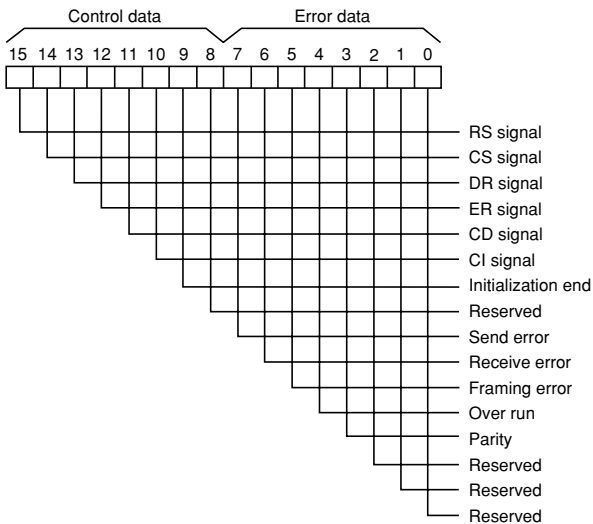 Control data Error data
15 14 13 12 11 10 9 8 7 6 5 4 3 2 1 0
RS signal
CS signal
DR signal
ER signal
CD signal
CI signal
Initialization end
Reserved
Send error
Receive error
Framing error
Over run
Parity
Reserved
Reserved
Reserved